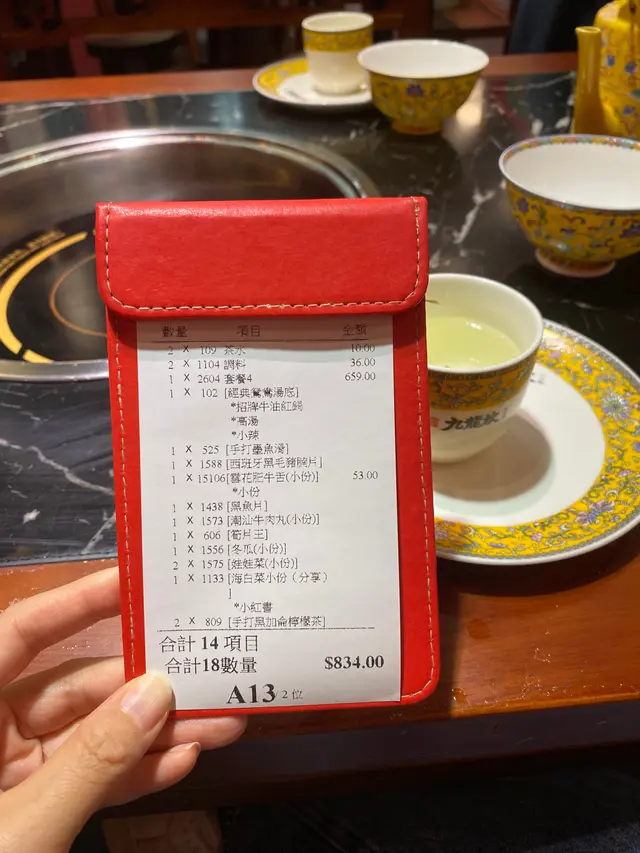 數量 項目 金額
2 X 109 茶水 10.00
2 X 1104 調料 36.00
1 X 2604 套餐4 659.00
1 X 102 [經典鴛鴦湯底]
*招牌牛油紅鍋
*高湯
*小辣
1 X 525 [手打墨魚滑]
1 X 1588 [西班牙黑毛豬腩片]
1 X 15106 [雪花肥牛舌(小份)] 53.00
*小份
1 X 1438 [黑魚片]
1 X 1573 [潮汕牛肉丸(小份)]
1 X 606 [筍片王]
1 X 1556 [冬瓜(小份)]
2 X 1575 [娃娃菜(小份)]
1 X 1133 [海白菜小份（分享）
]
*小紅書
2 X 809 [手打黑加侖檸檬茶]
合計 14 項目
合計18數量 $834.00
A13 2 位
九龍